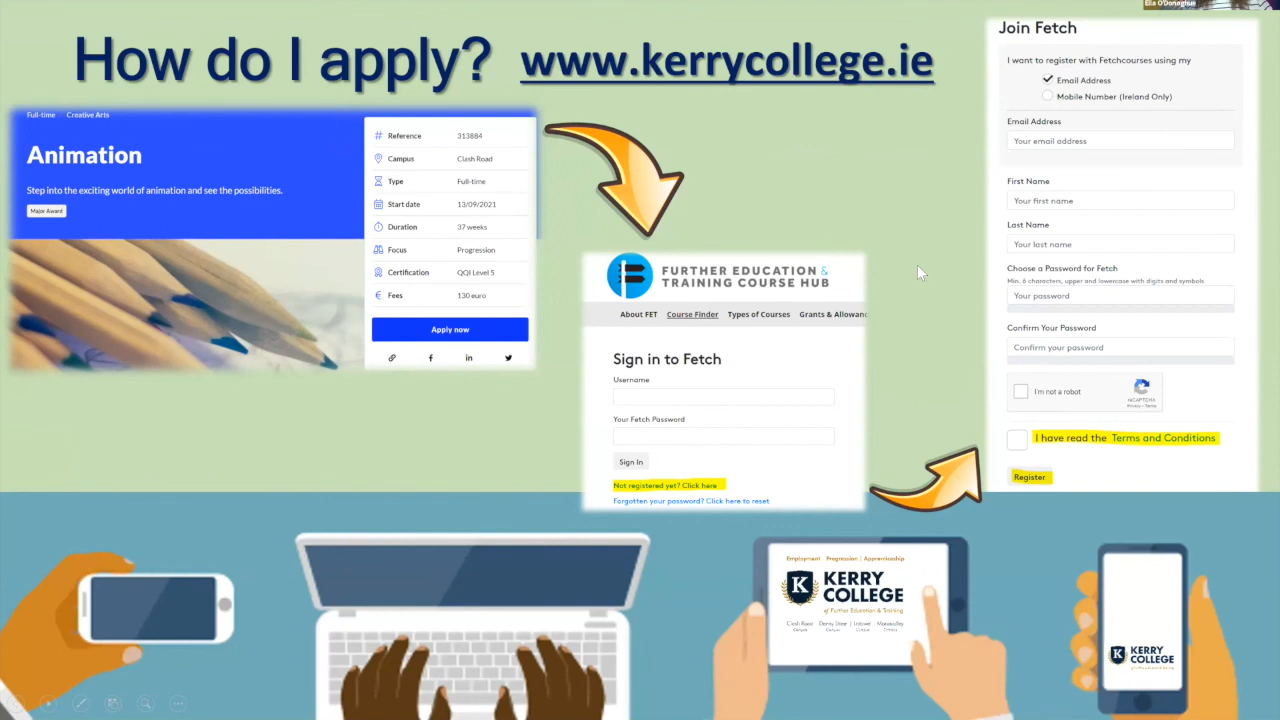 Ella O'Donaghue
How do I apply? www.kerrycollege.ie
Full-time Creative Arts
Animation
Step into the exciting world of animation and see the possibilities.
Major Award
Reference 313884
Campus Clash Road
Type Full-time
Start date 13/09/2021
Duration 37 weeks
Focus Progression
Certification QQI Level 5
Fees 130 euro
Apply now
FURTHER EDUCATION &
TRAINING COURSE HUB
About FET Course Finder Types of Courses Grants & Allowanc
Sign in to Fetch
Username
Your Fetch Password
Sign In
Not registered yet? Click here
Forgotten your password? Click here to reset
Join Fetch
I want to register with Fetchcourses using my
Email Address
Mobile Number (Ireland Only)
Email Address
Your email address
First Name
Your first name
Last Name
Your last name
Choose a Password for Fetch
Min. 6 characters, upper and lowercase with digits and symbols
Your password
Confirm Your Password
Confirm your password
I'm not a robot
reCAPTCHA
Privacy - Terms
I have read the Terms and Conditions
Register
Employment | Progression | Apprenticeship
K KERRY
COLLEGE
of Further Education & Training
Clash Road Denny Street Listowel Monavalley
Campus Campus Campus Campus
K KERRY
COLLEGE